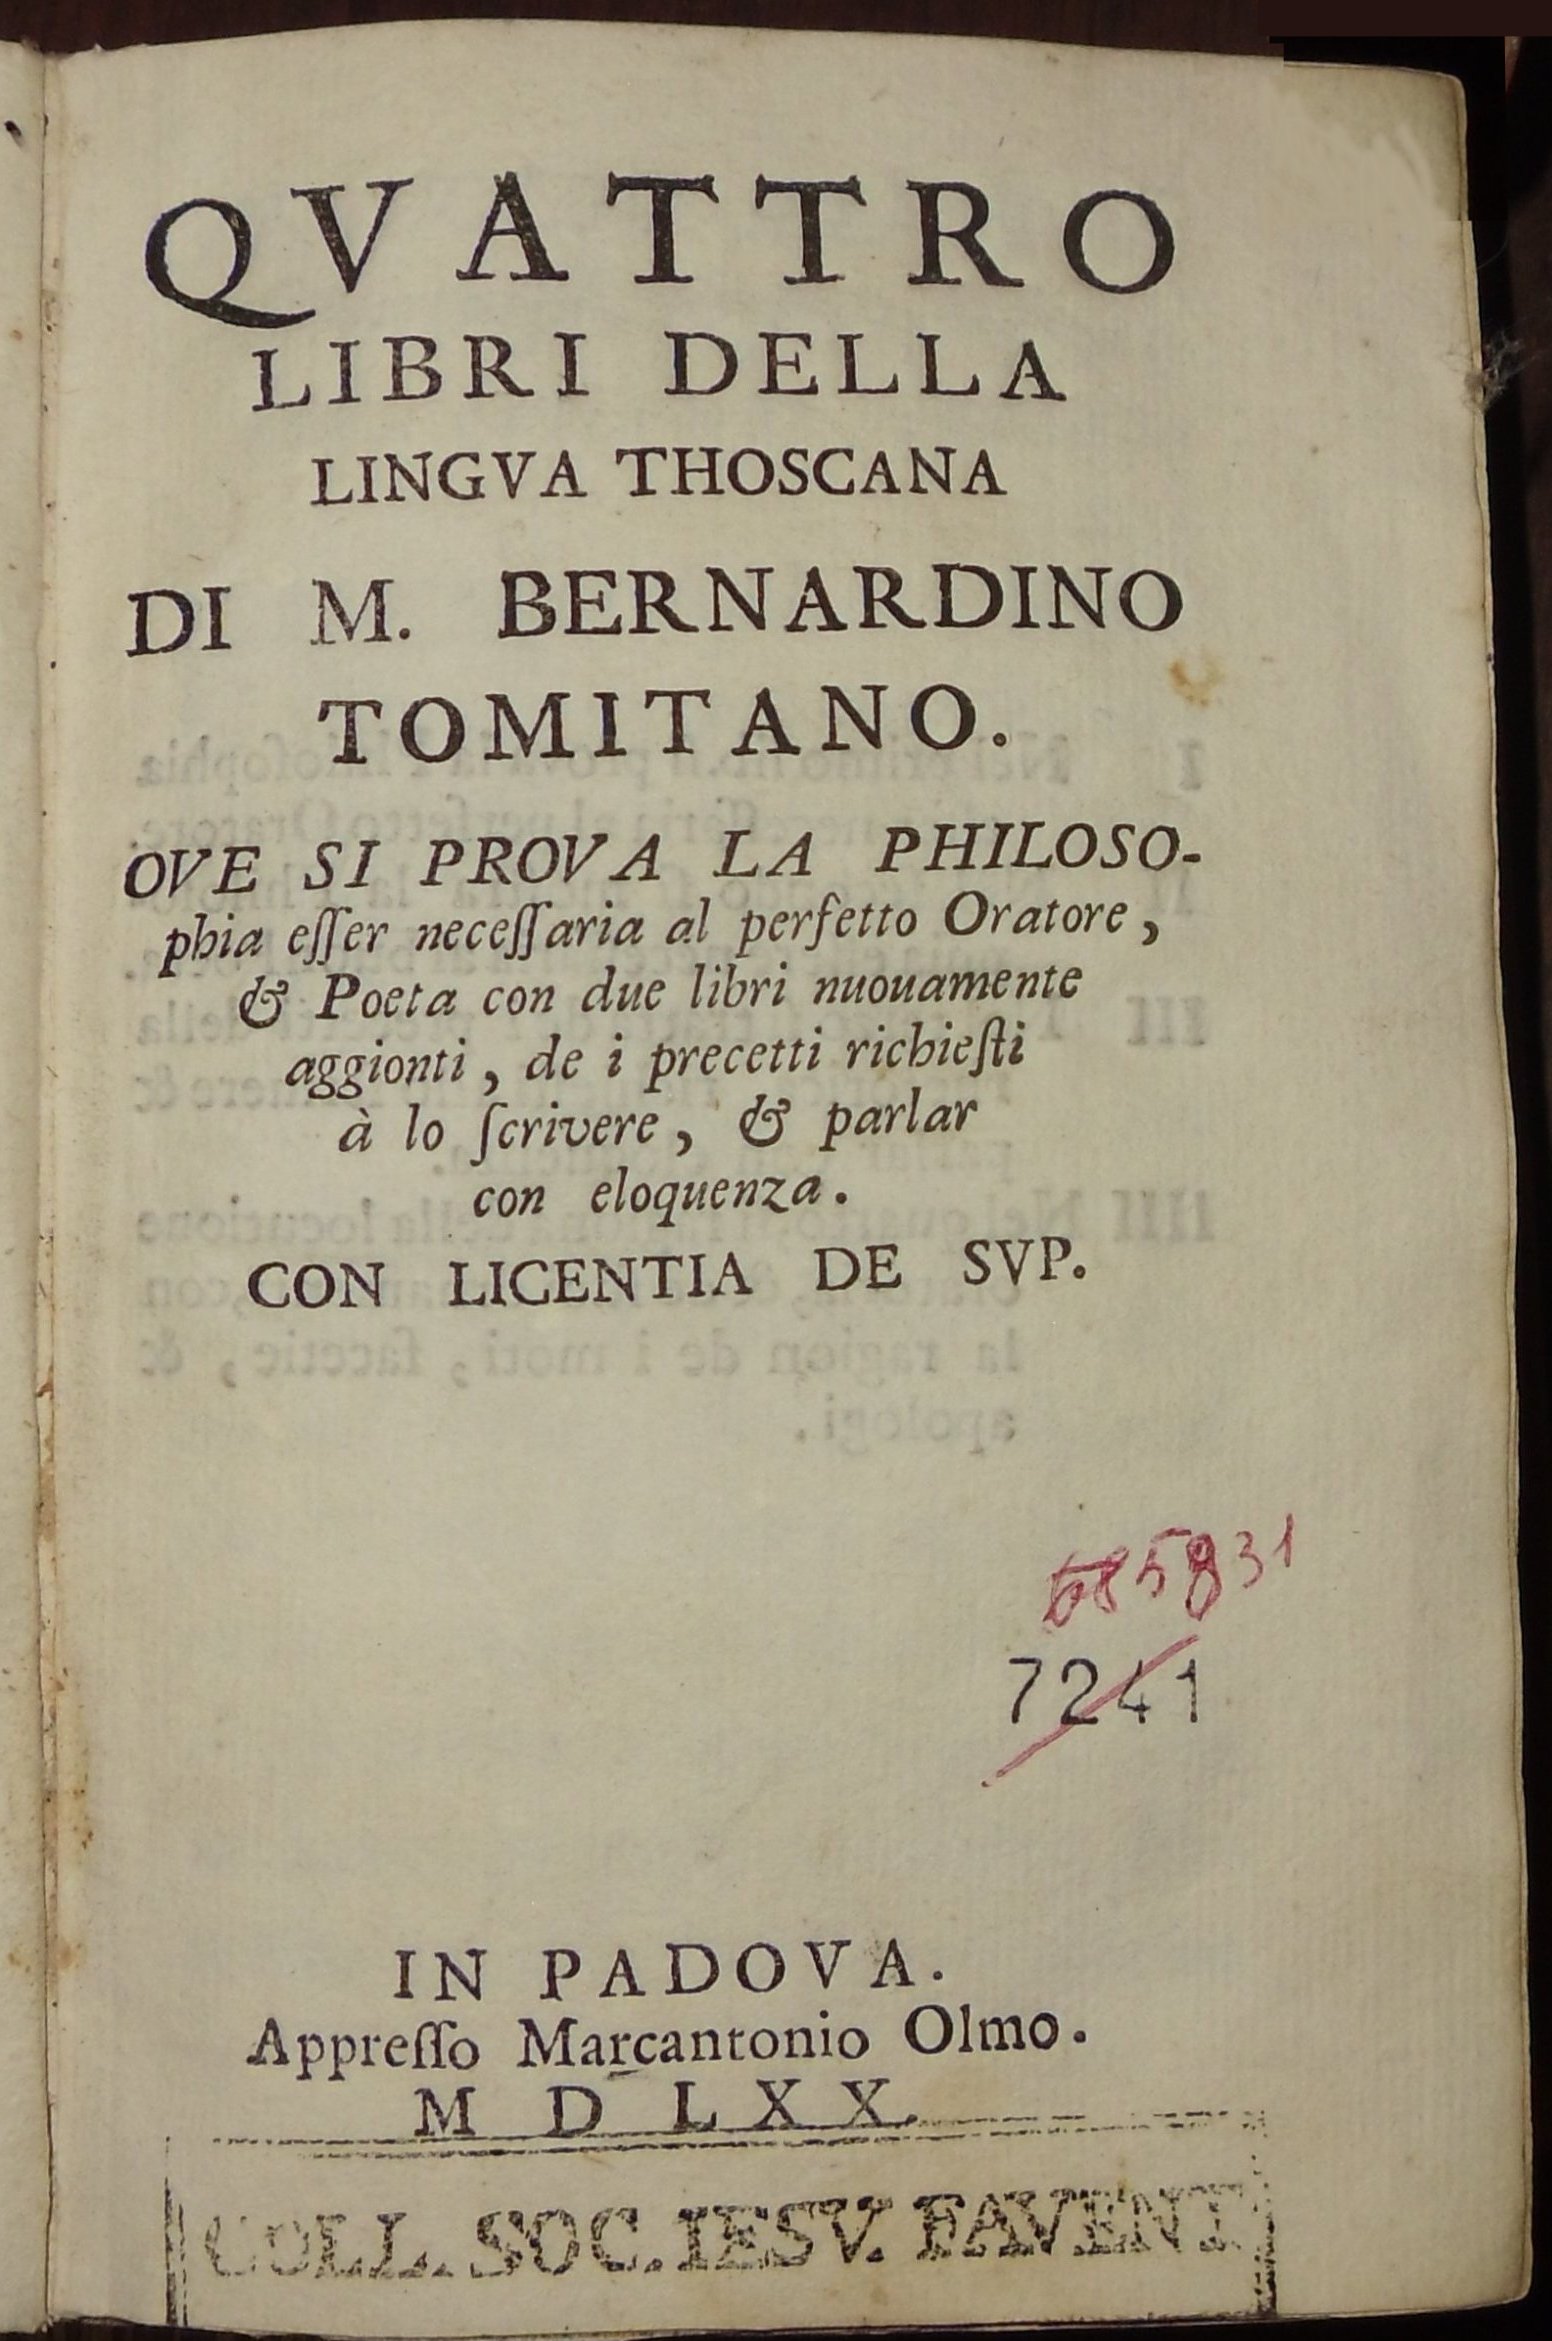 QVATTRO
LIBRI DELLA
LINGVA THOSCANA
DI M. BERNARDINO
TOMITANO.
OVE SI PROVA LA PHILOSO-
phia eſſer neceſſaria al perfetto Oratore,
& Poeta con due libri nuouamente
aggionti, de i precetti richieſti
à lo ſcrivere, & parlar
con eloquenza.
CON LICENTIA DE SVP.
7241
IN PADOVA.
Appreſſo Marcantonio Olmo.
M D L X X.
COLL. SOC. IESV. FAVENT